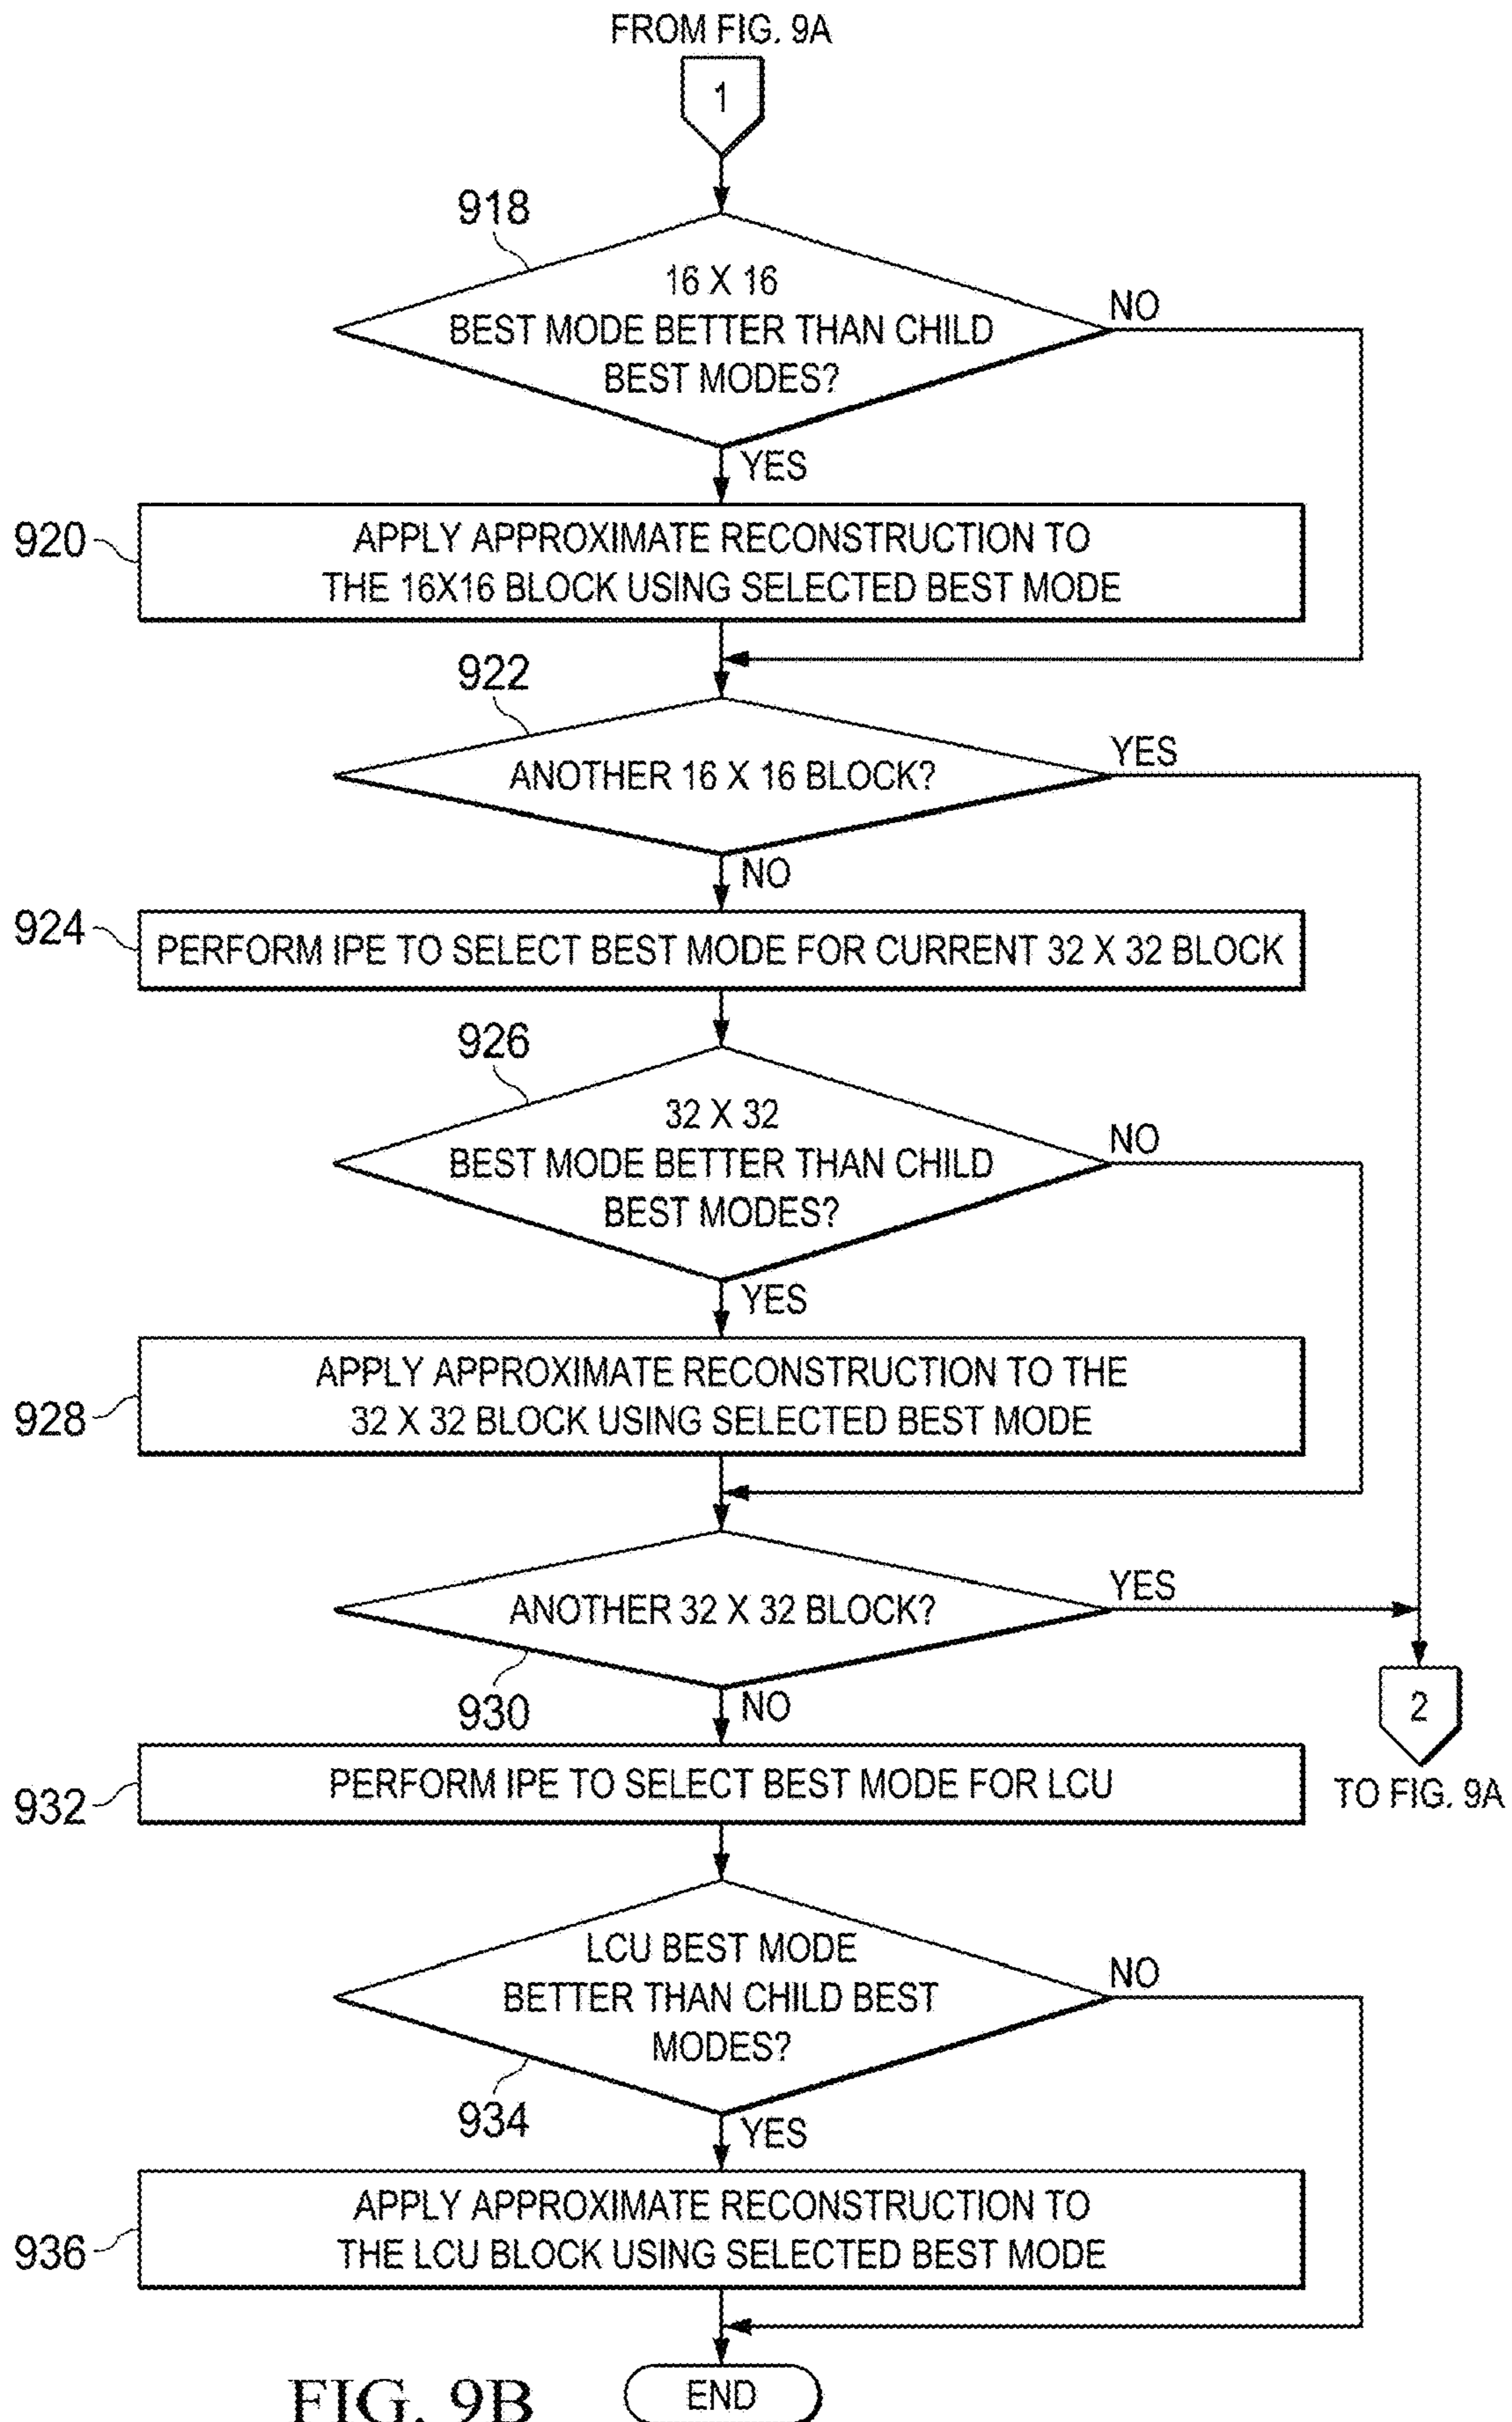 FROM FIG. 9A
1
918
16 X 16
BEST MODE BETTER THAN CHILD
BEST MODES?
NO
YES
920
APPLY APPROXIMATE RECONSTRUCTION TO
THE 16X16 BLOCK USING SELECTED BEST MODE
922
ANOTHER 16 X 16 BLOCK?
YES
NO
924
PERFORM IPE TO SELECT BEST MODE FOR CURRENT 32 X 32 BLOCK
926
32 X 32
BEST MODE BETTER THAN CHILD
BEST MODES?
NO
YES
928
APPLY APPROXIMATE RECONSTRUCTION TO THE
32 X 32 BLOCK USING SELECTED BEST MODE
ANOTHER 32 X 32 BLOCK?
YES
930
NO
2
TO FIG. 9A
932
PERFORM IPE TO SELECT BEST MODE FOR LCU
LCU BEST MODE
BETTER THAN CHILD BEST
MODES?
NO
934
YES
936
APPLY APPROXIMATE RECONSTRUCTION TO
THE LCU BLOCK USING SELECTED BEST MODE
END
FIG. 9B